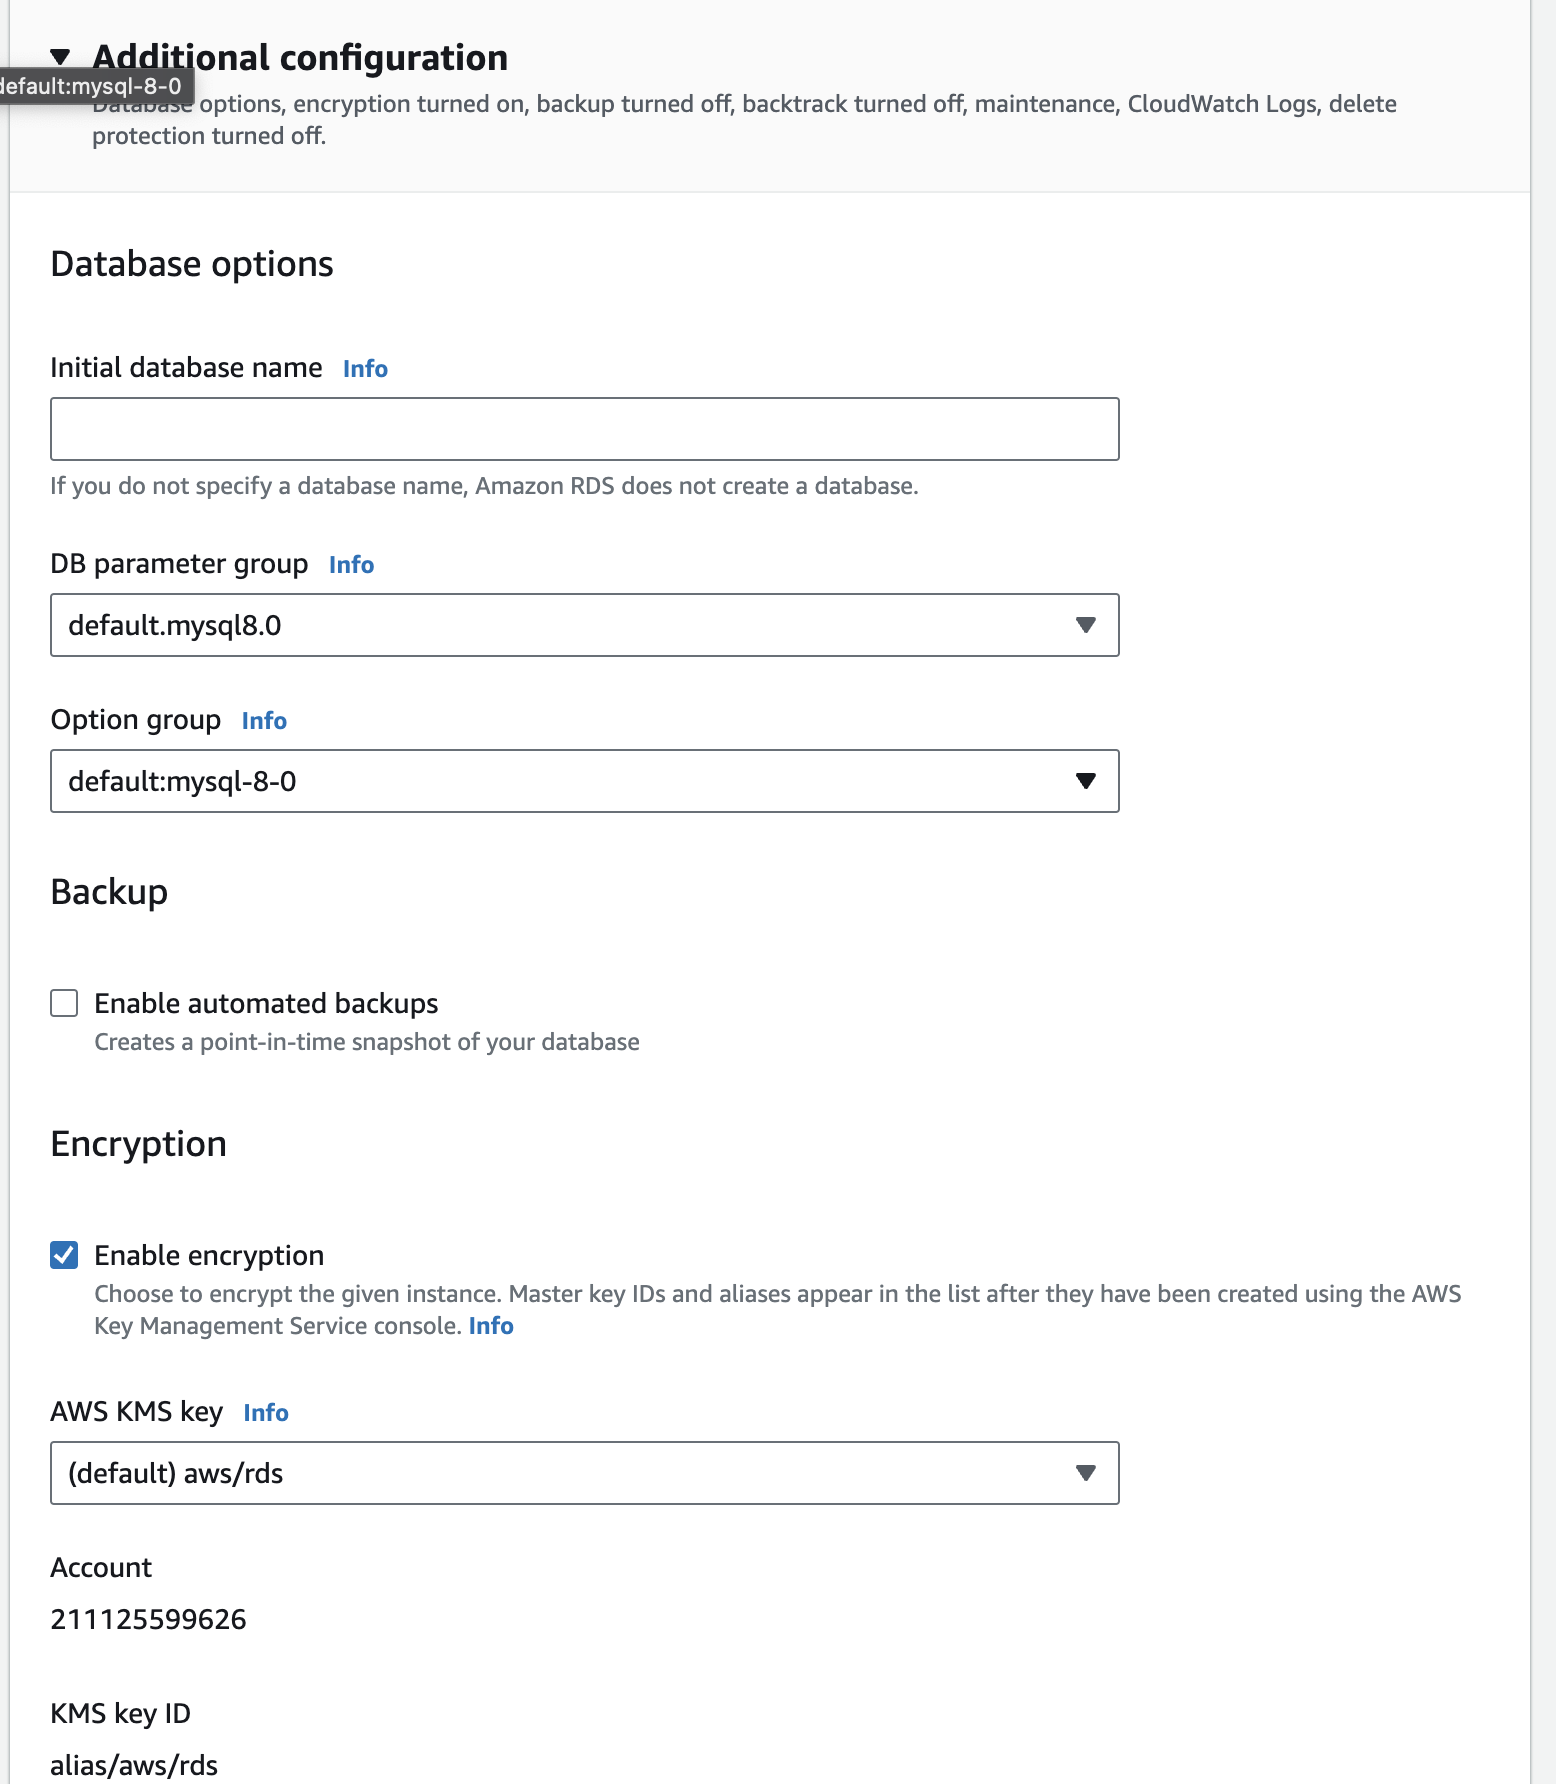 Additional configuration
default:mysql-8-0
Database options, encryption turned on, backup turned off, backtrack turned off, maintenance, CloudWatch Logs, delete
protection turned off.
Database options
Initial database name Info
If you do not specify a database name, Amazon RDS does not create a database.
DB parameter group Info
default.mysql8.0
Option group Info
default:mysql-8-0
Backup
Enable automated backups
Creates a point-in-time snapshot of your database
Encryption
Enable encryption
Choose to encrypt the given instance. Master key IDs and aliases appear in the list after they have been created using the AWS
Key Management Service console. Info
AWS KMS key Info
(default) aws/rds
Account
211125599626
KMS key ID
alias/aws/rds